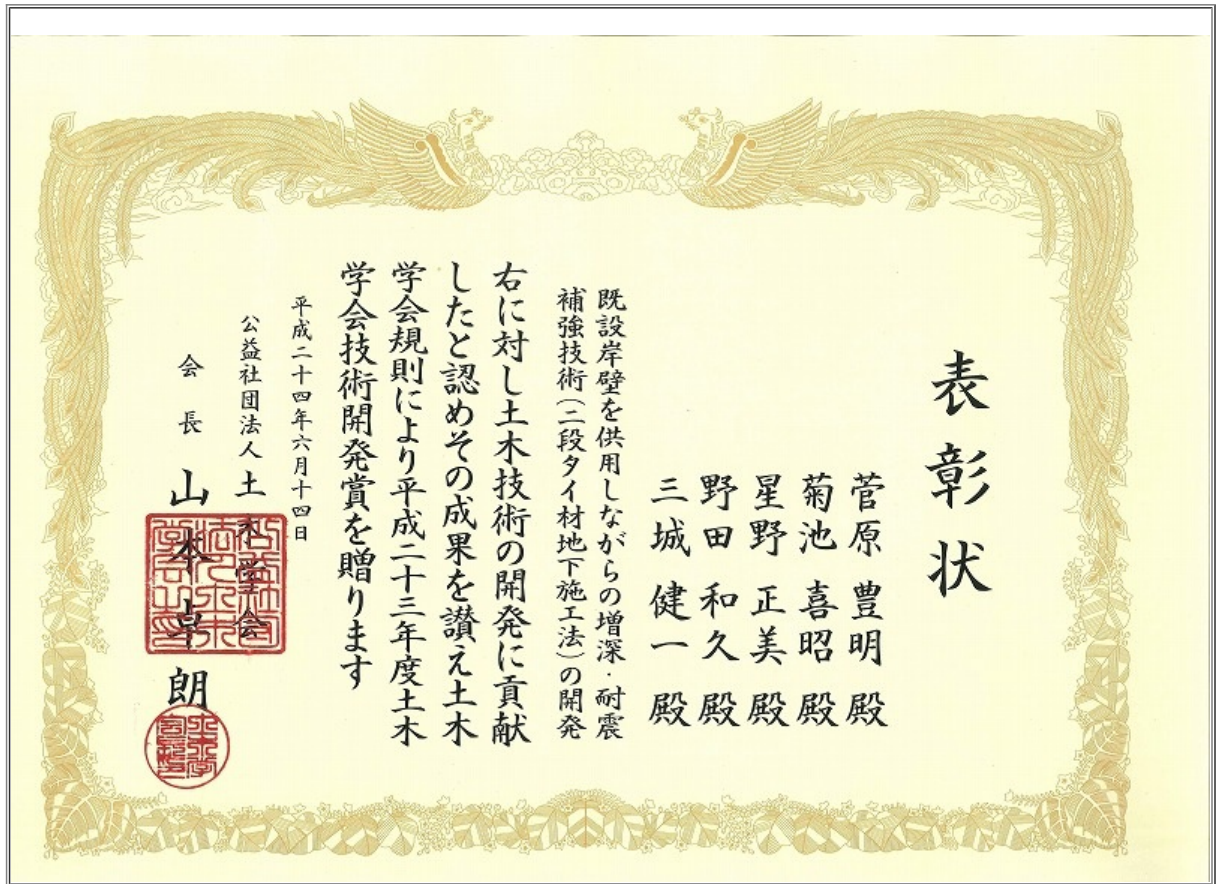 表彰状
菅原 豊明 殿
菊池 喜昭 殿
星野 正美 殿
野田 和久 殿
三城 健一 殿
既設岸壁を供用しながらの増深・耐震
補強技術(二段タイ材地下施工法)の開発
右に対し土木技術の開発に貢献
したと認めその成果を讃え土木
学会規則により平成二十三年度土木
学会技術開発賞を贈ります
平成二十四年六月十四日
公益社団法人 土木学会
会長 山本卓朗